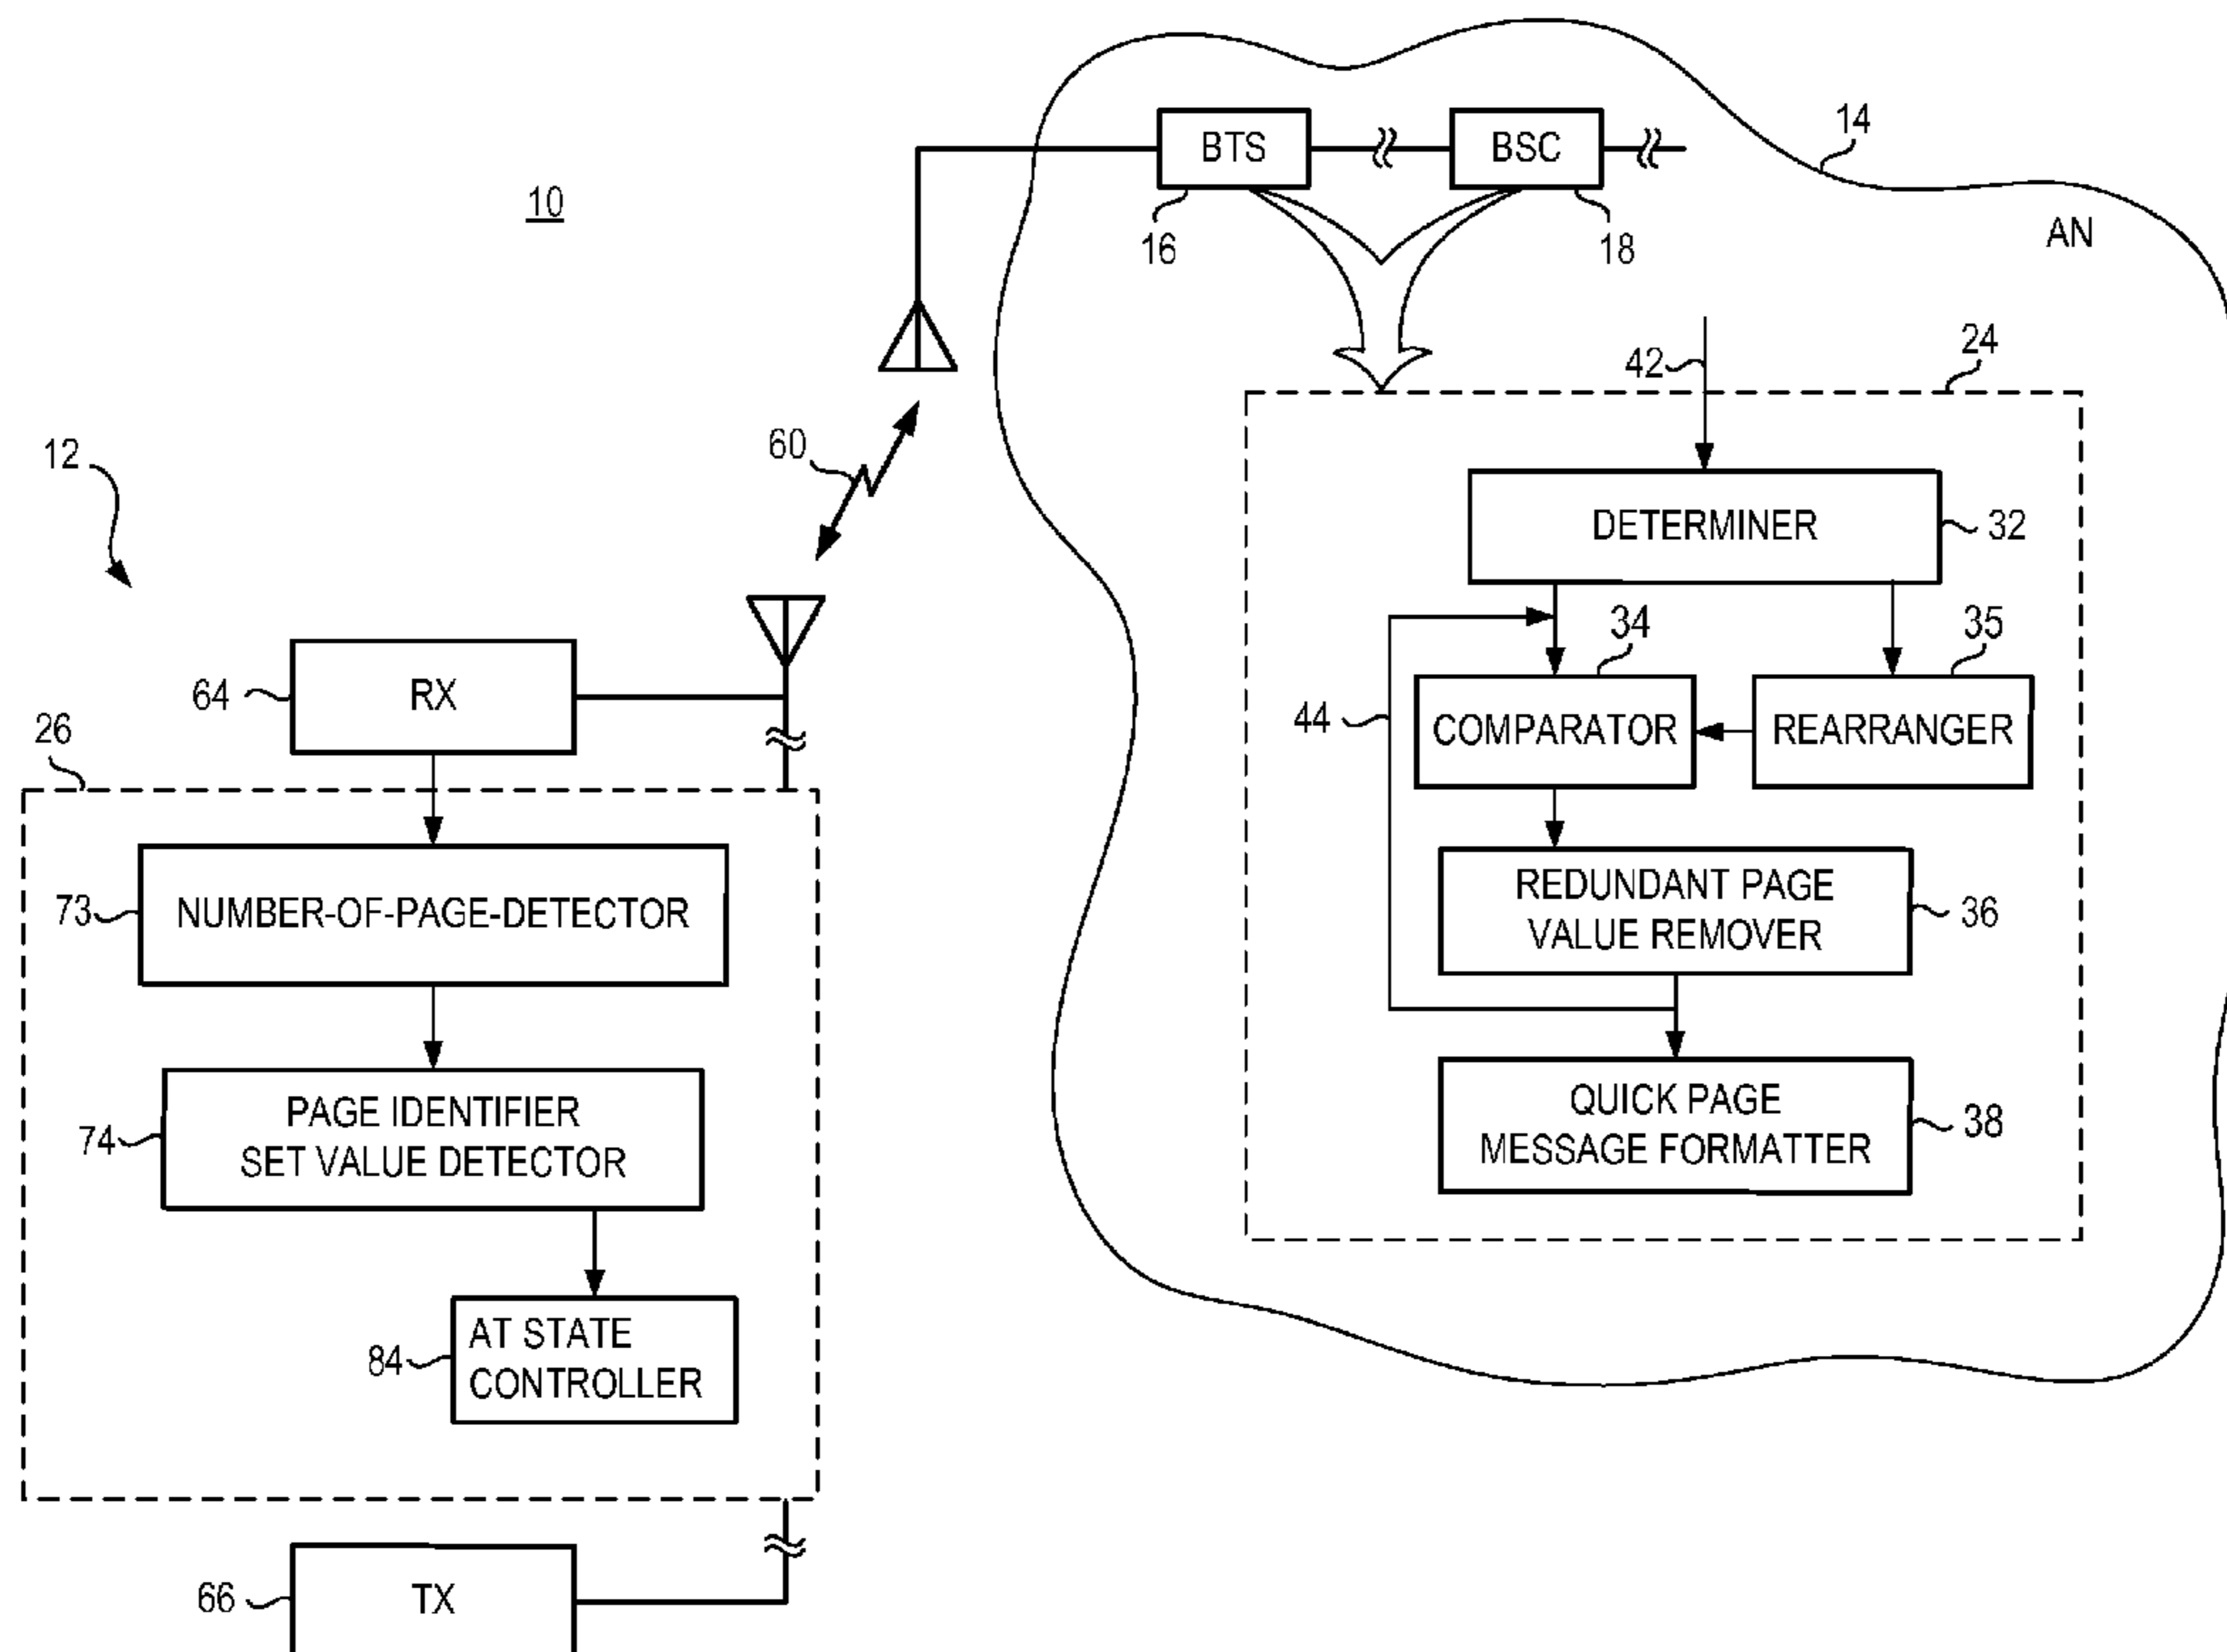 10
BTS
BSC
14
16
18
AN
42
24
60
12
DETERMINER
32
34
35
RX
64
44
COMPARATOR
REARRANGER
26
REDUNDANT PAGE
VALUE REMOVER
36
73
NUMBER-OF-PAGE-DETECTOR
QUICK PAGE
MESSAGE FORMATTER
38
PAGE IDENTIFIER
SET VALUE DETECTOR
74
AT STATE
CONTROLLER
84
TX
66